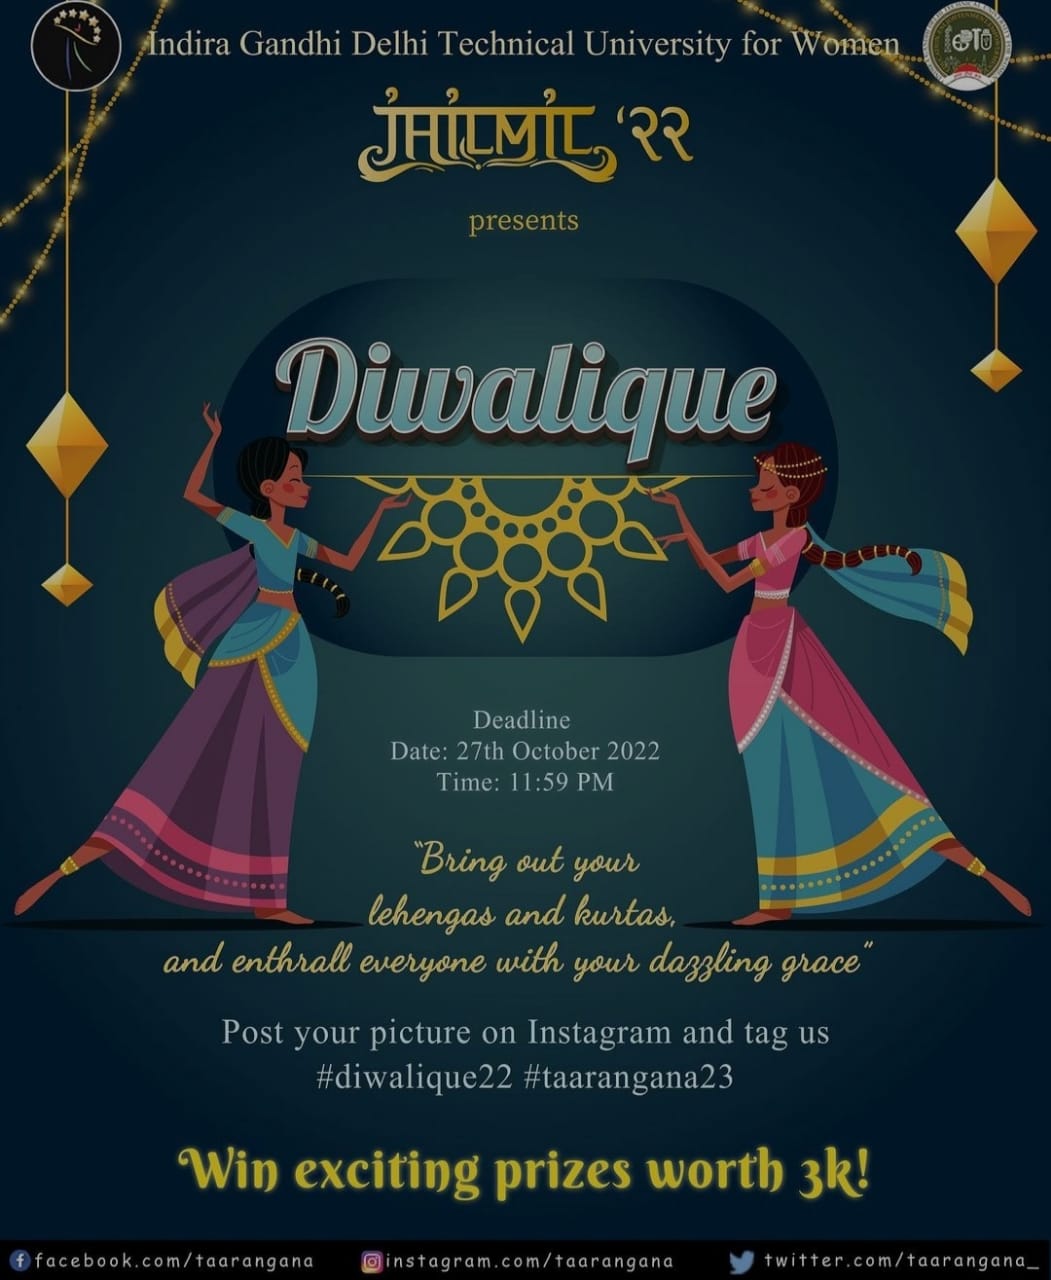 Indira Gandhi Delhi Technical University for Women
JHILMIL '२२
presents
Diwalique
Deadline
Date: 27th October 2022
Time: 11:59 PM
"Bring out your
lehengas and kurtas,
and enthrall everyone with your dazzling grace"
Post your picture on Instagram and tag us
#diwalique22 #taarangana23
Win exciting prizes worth 3k!
facebook.com/taarangana
instagram.com/taarangana
twitter.com/taarangana_